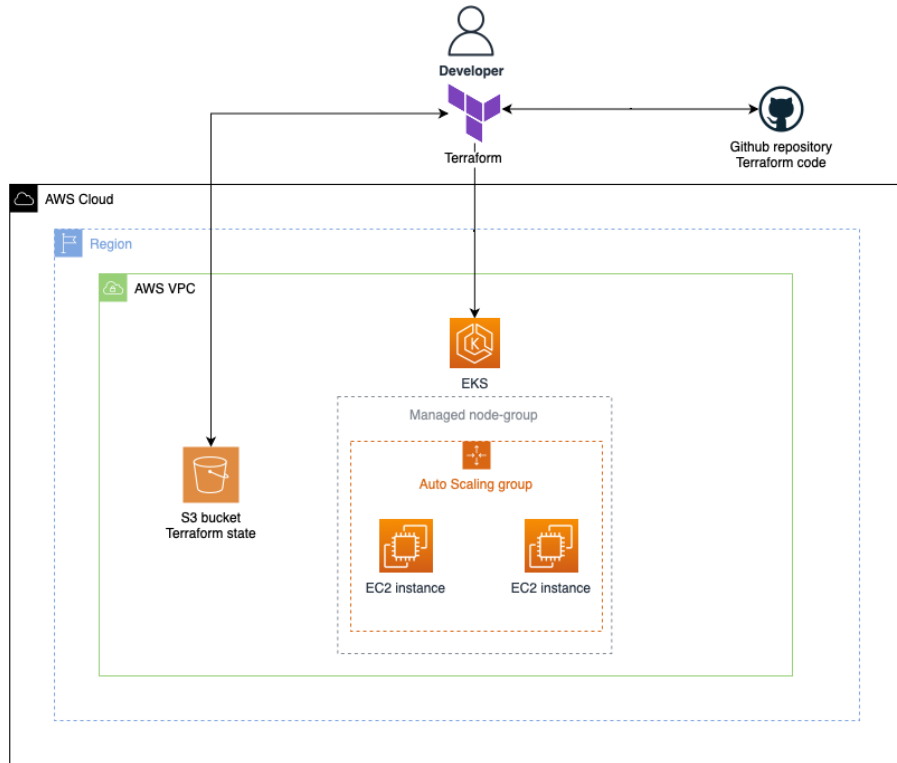 Developer
Terraform
Github repository
Terraform code
AWS Cloud
Region
AWS VPC
EKS
Managed node-group
Auto Scaling group
S3 bucket
Terraform state
EC2 instance
EC2 instance